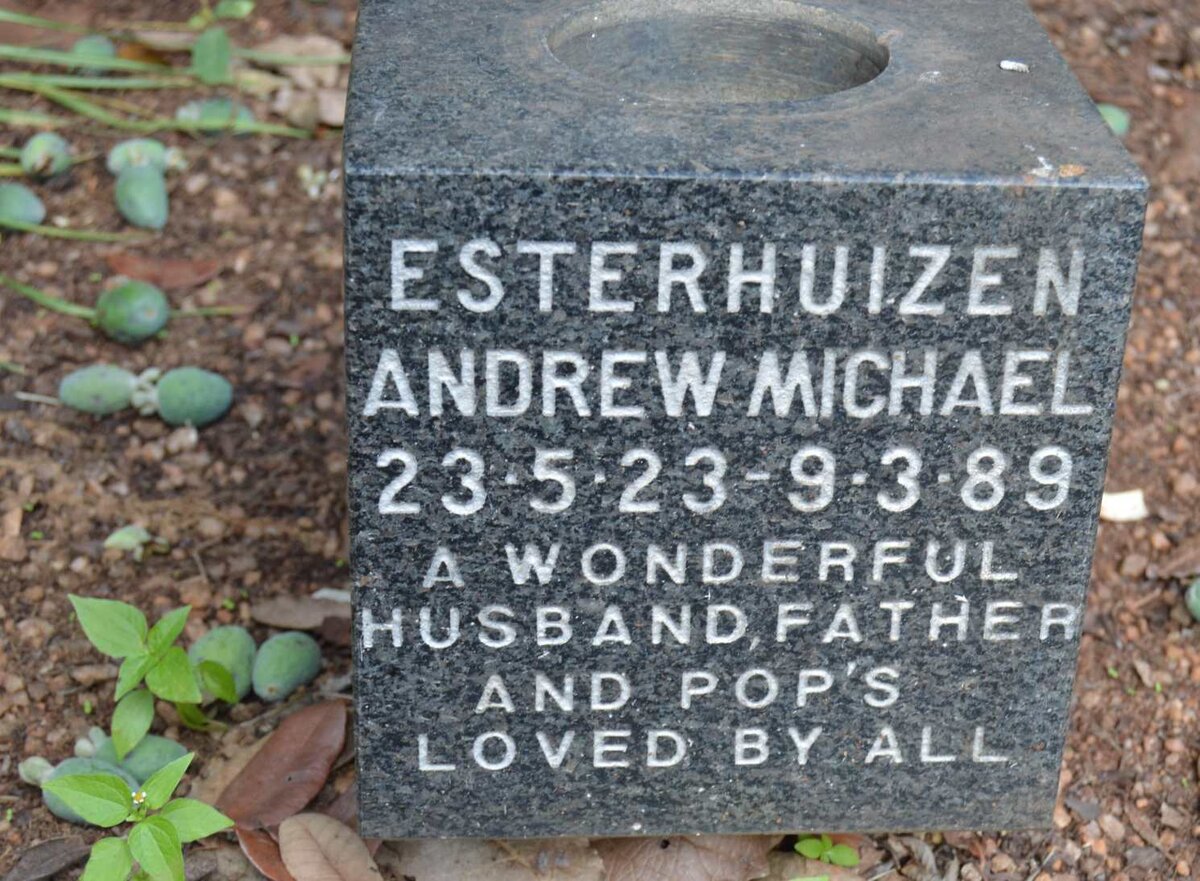 ESTERHUIZEN
ANDREW MICHAEL
23·5·23-9·3·89
A WONDERFUL
HUSBAND, FATHER
AND POP'S
LOVED BY ALL